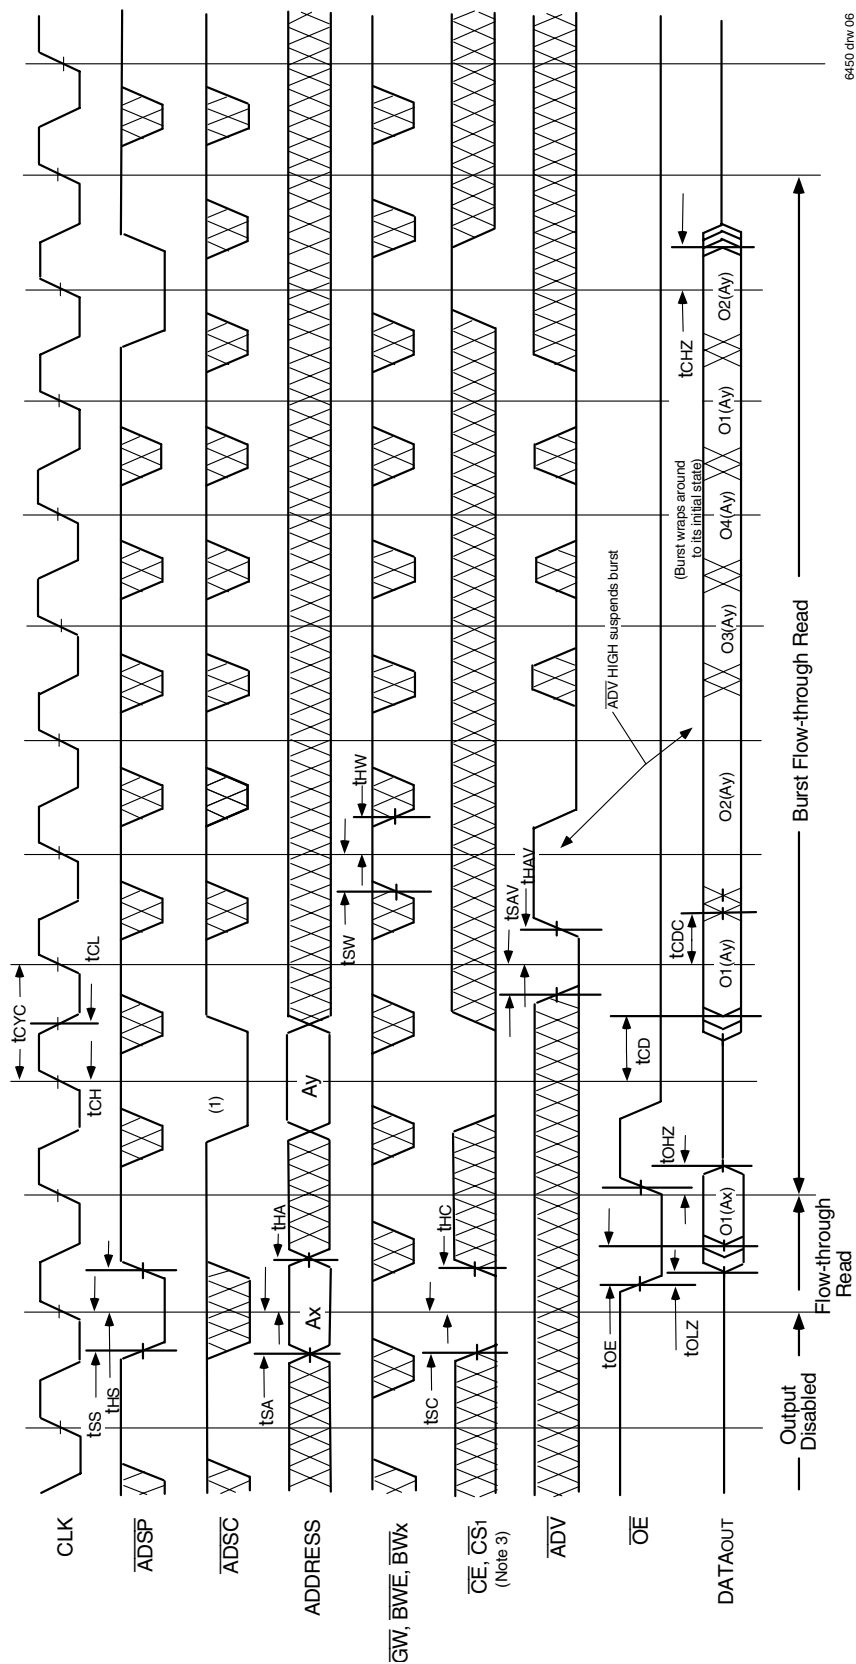 CLK
tCYC
tCH
tCL
tSS
tHS
ADSP
ADSC
(1)
ADDRESS
tSA
tHA
Ax
Ay
GW, BWE, BWx
tSW
tHW
CE, CS1
(Note 3)
tSC
tHC
ADV
tSAV
tHAV
ADV HIGH suspends burst
OE
tOE
tOHZ
tCD
tOLZ
tCDC
(Burst wraps around
to its initial state)
tCHZ
DATAOUT
O1(Ax)
O1(Ay)
O2(Ay)
O3(Ay)
O4(Ay)
O1(Ay)
O2(Ay)
Output
Disabled
Flow-through
Read
Burst Flow-through Read
6450 drw 06